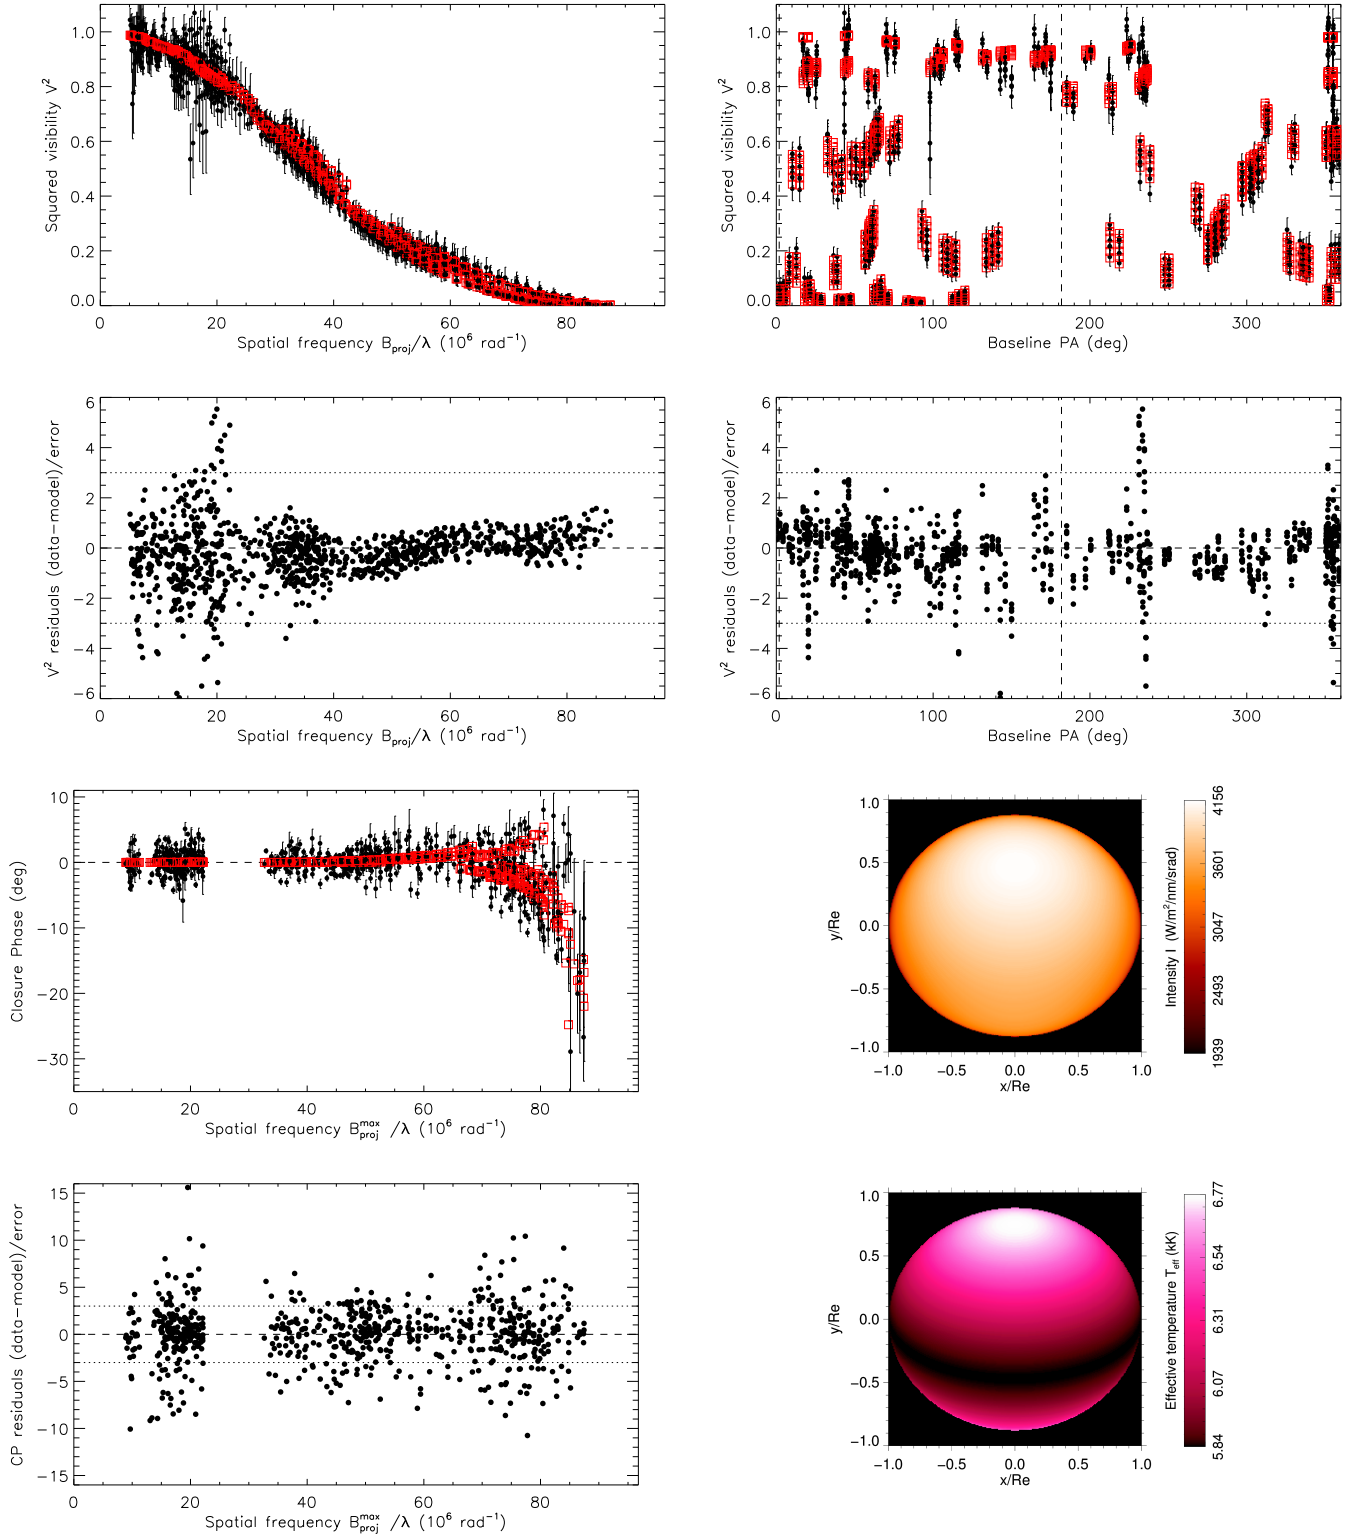 Squared visibility V²
1.0
0.8
0.6
0.4
0.2
0.0
0 20 40 60 80
Spatial frequency Bproj/λ (10⁶ rad⁻¹)
Squared visibility V²
1.0
0.8
0.6
0.4
0.2
0.0
0 100 200 300
Baseline PA (deg)
V² residuals (data−model)/error
6
4
2
0
−2
−4
−6
0 20 40 60 80
Spatial frequency Bproj/λ (10⁶ rad⁻¹)
V² residuals (data−model)/error
6
4
2
0
−2
−4
−6
0 100 200 300
Baseline PA (deg)
Closure Phase (deg)
10
0
−10
−20
−30
0 20 40 60 80
Spatial frequency Bproj max /λ (10⁶ rad⁻¹)
y/Re
1.0
0.5
0.0
−0.5
−1.0
−1.0 −0.5 0.0 0.5 1.0
x/Re
Intensity I (W/m²/nm/srad)
1939 2493 3047 3601 4156
CP residuals (data−model)/error
15
10
5
0
−5
−10
−15
0 20 40 60 80
Spatial frequency Bproj max /λ (10⁶ rad⁻¹)
y/Re
1.0
0.5
0.0
−0.5
−1.0
−1.0 −0.5 0.0 0.5 1.0
x/Re
Effective temperature Teff (kK)
5.84 6.07 6.31 6.54 6.77